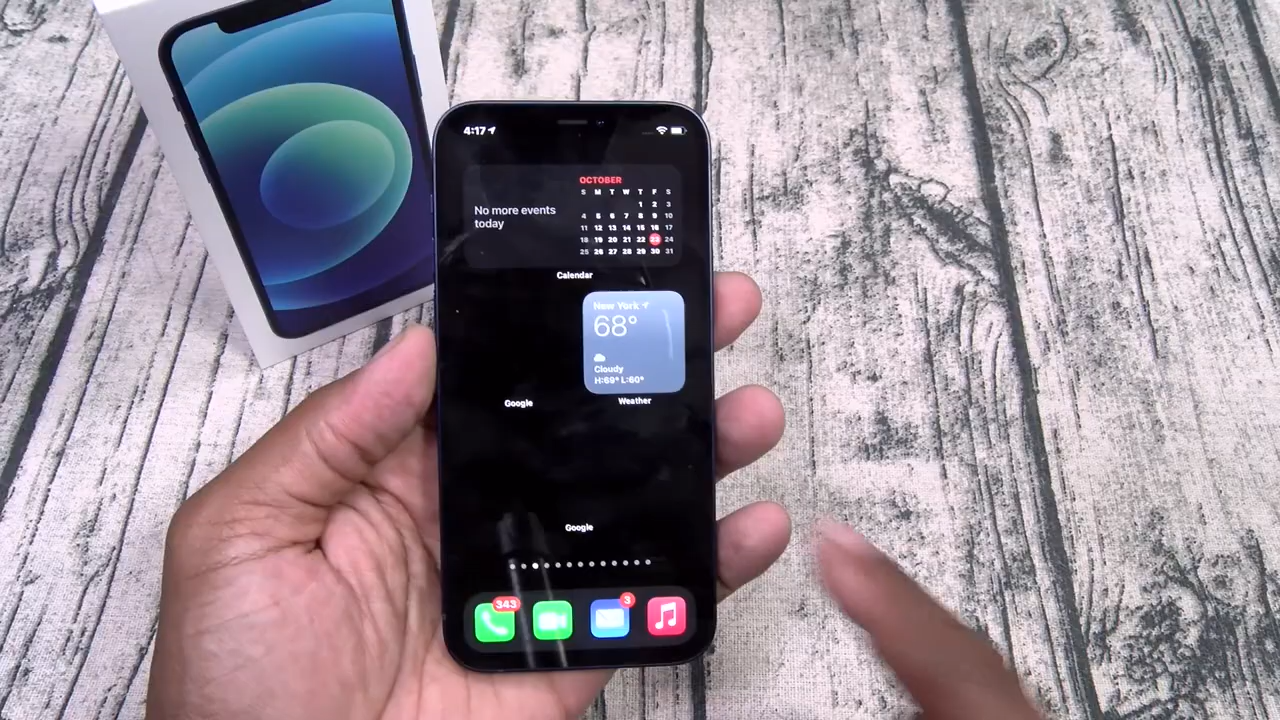 4:17
OCTOBER
S M T W T F S
No more events
today
1 2 3
4 5 6 7 8 9 10
11 12 13 14 15 16 17
18 19 20 21 22 23 24
25 26 27 28 29 30 31
Calendar
New York
68°
Cloudy
H:69° L:60°
Google
Weather
Google
343
3